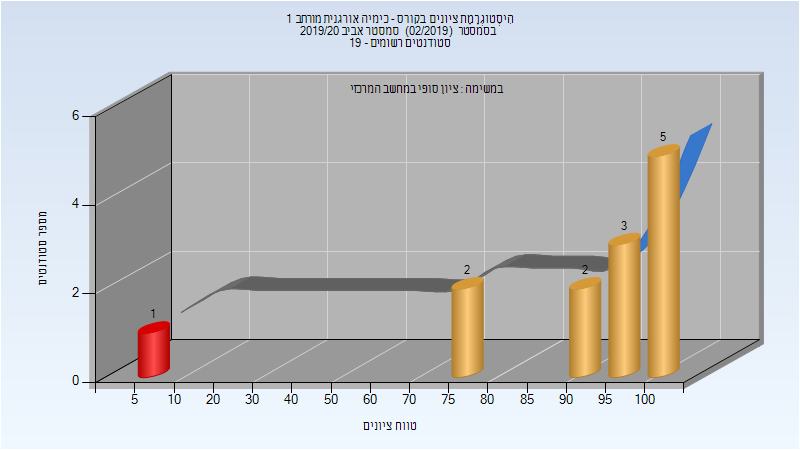 היסטוגרמת ציונים בקורס - כימיה אורגנית מורחב 1
בסמסטר (02/2019) סמסטר אביב 2019/20
סטודנטים רשומים - 19
במשימה : ציון סופי במחשב המרכזי
מספר סטודנטים
6
4
2
0
1
2
2
3
5
5 10 20 30 40 50 60 70 75 80 85 90 95 100
טווח ציונים